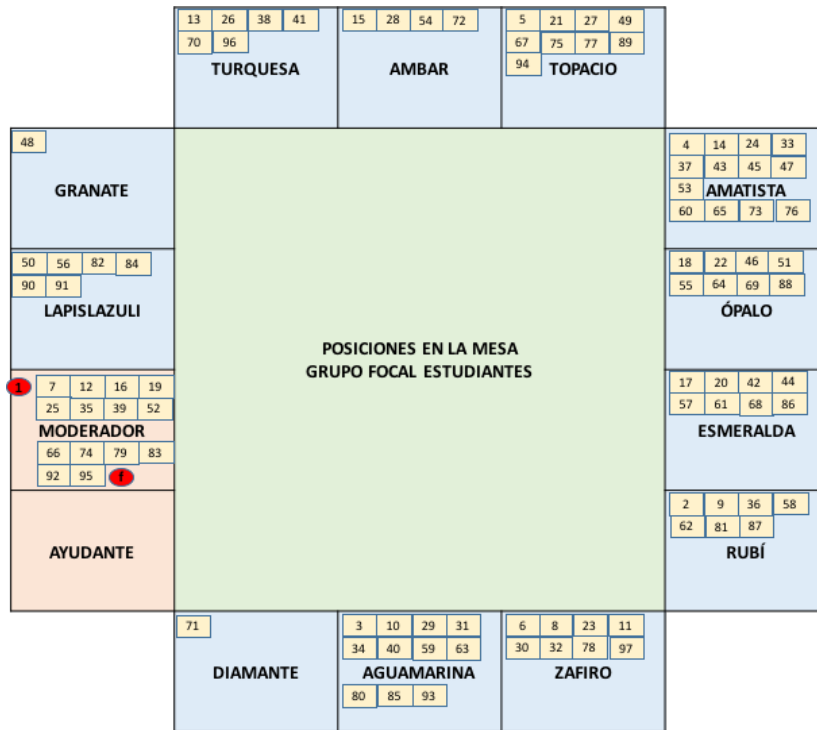 13 26 38 41
70 96
TURQUESA
15 28 54 72
AMBAR
5 21 27 49
67 75 77 89
94
TOPACIO
48
GRANATE
4 14 24 33
37 43 45 47
53
AMATISTA
60 65 73 76
50 56 82 84
90 91
LAPISLAZULI
18 22 46 51
55 64 69 88
ÓPALO
POSICIONES EN LA MESA
GRUPO FOCAL ESTUDIANTES
1 7 12 16 19
25 35 39 52
MODERADOR
66 74 79 83
92 95 f
17 20 42 44
57 61 68 86
ESMERALDA
AYUDANTE
2 9 36 58
62 81 87
RUBÍ
71
DIAMANTE
3 10 29 31
34 40 59 63
AGUAMARINA
80 85 93
6 8 23 11
30 32 78 97
ZAFIRO